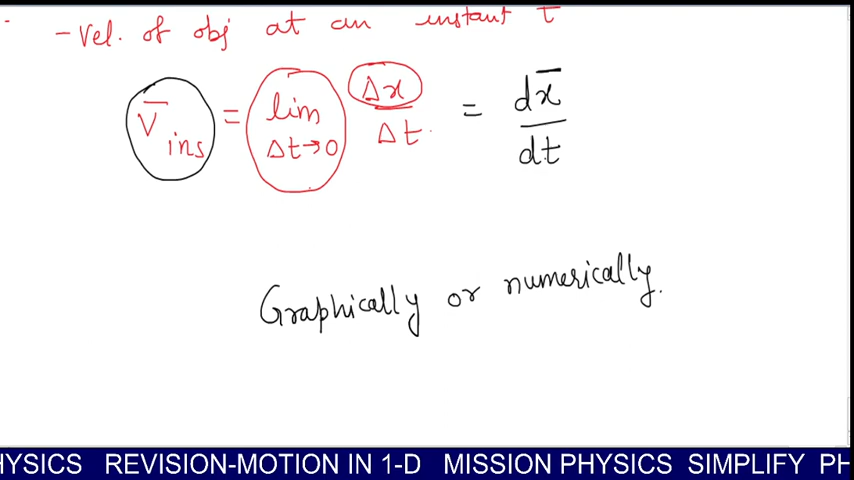 - Vel. of obj at an instant t
V̅ins = lim Δt→0 Δx/Δt = dx̅/dt
Graphically or numerically.
HYSICS REVISION-MOTION IN 1-D MISSION PHYSICS SIMPLIFY PH